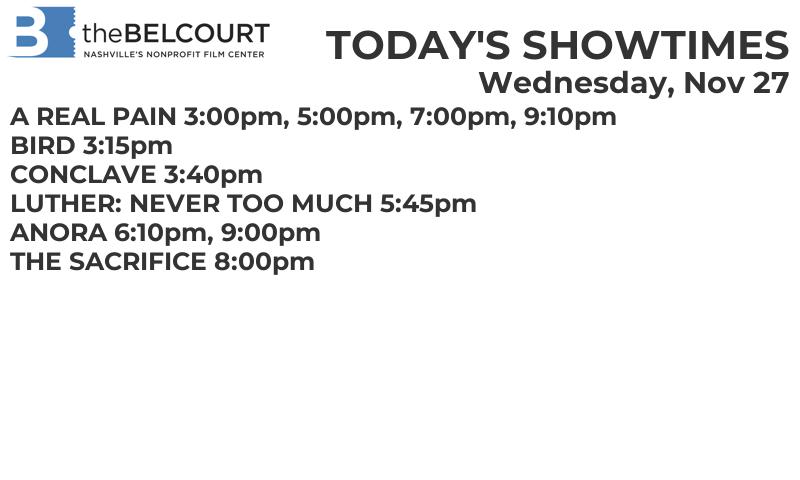 B theBELCOURT
NASHVILLE'S NONPROFIT FILM CENTER
TODAY'S SHOWTIMES
Wednesday, Nov 27
A REAL PAIN 3:00pm, 5:00pm, 7:00pm, 9:10pm
BIRD 3:15pm
CONCLAVE 3:40pm
LUTHER: NEVER TOO MUCH 5:45pm
ANORA 6:10pm, 9:00pm
THE SACRIFICE 8:00pm